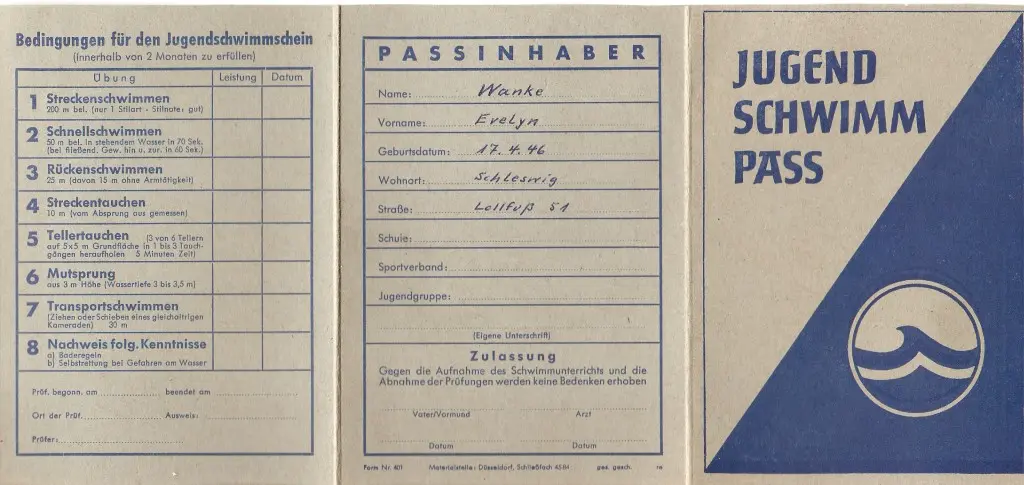 Bedingungen für den Jugendschwimmschein
(Innerhalb von 2 Monaten zu erfüllen)
Übung Leistung Datum
1 Streckenschwimmen
200 m bel. (nur 1 Stilart - Stilnote: gut)
2 Schnellschwimmen
50 m bel. in stehendem Wasser in 70 Sek.
(bei fließend. Gew. hin u. zur. in 60 Sek.)
3 Rückenschwimmen
25 m (davon 15 m ohne Armtätigkeit)
4 Streckentauchen
10 m (vom Absprung aus gemessen)
5 Tellertauchen (3 von 6 Tellern
auf 5x5 m Grundfläche in 1 bis 3 Tauch-
gängen heraufholen 5 Minuten Zeit)
6 Mutsprung
aus 3 m Höhe (Wassertiefe 3 bis 3,5 m)
7 Transportschwimmen
(Ziehen oder Schieben eines gleichaltrigen
Kameraden) 30 m
8 Nachweis folg. Kenntnisse
a) Baderegeln
b) Selbstrettung bei Gefahren am Wasser
Prüf. begonn. am beendet am
Ort der Prüf. Ausweis:
Prüfer:
PASSINHABER
Name: Wanke
Vorname: Evelyn
Geburtsdatum: 17.4.46
Wohnort: Schleswig
Straße: Lollfuß 51
Schule:
Sportverband:
Jugendgruppe:
(Eigene Unterschrift)
Zulassung
Gegen die Aufnahme des Schwimmunterrichts und die
Abnahme der Prüfungen werden keine Bedenken erhoben
Vater/Vormund Arzt
Datum Datum
Form Nr. 401 Materialstelle: Düsseldorf, Schließfach 4584 ges. gesch.
JUGEND
SCHWIMM
PASS